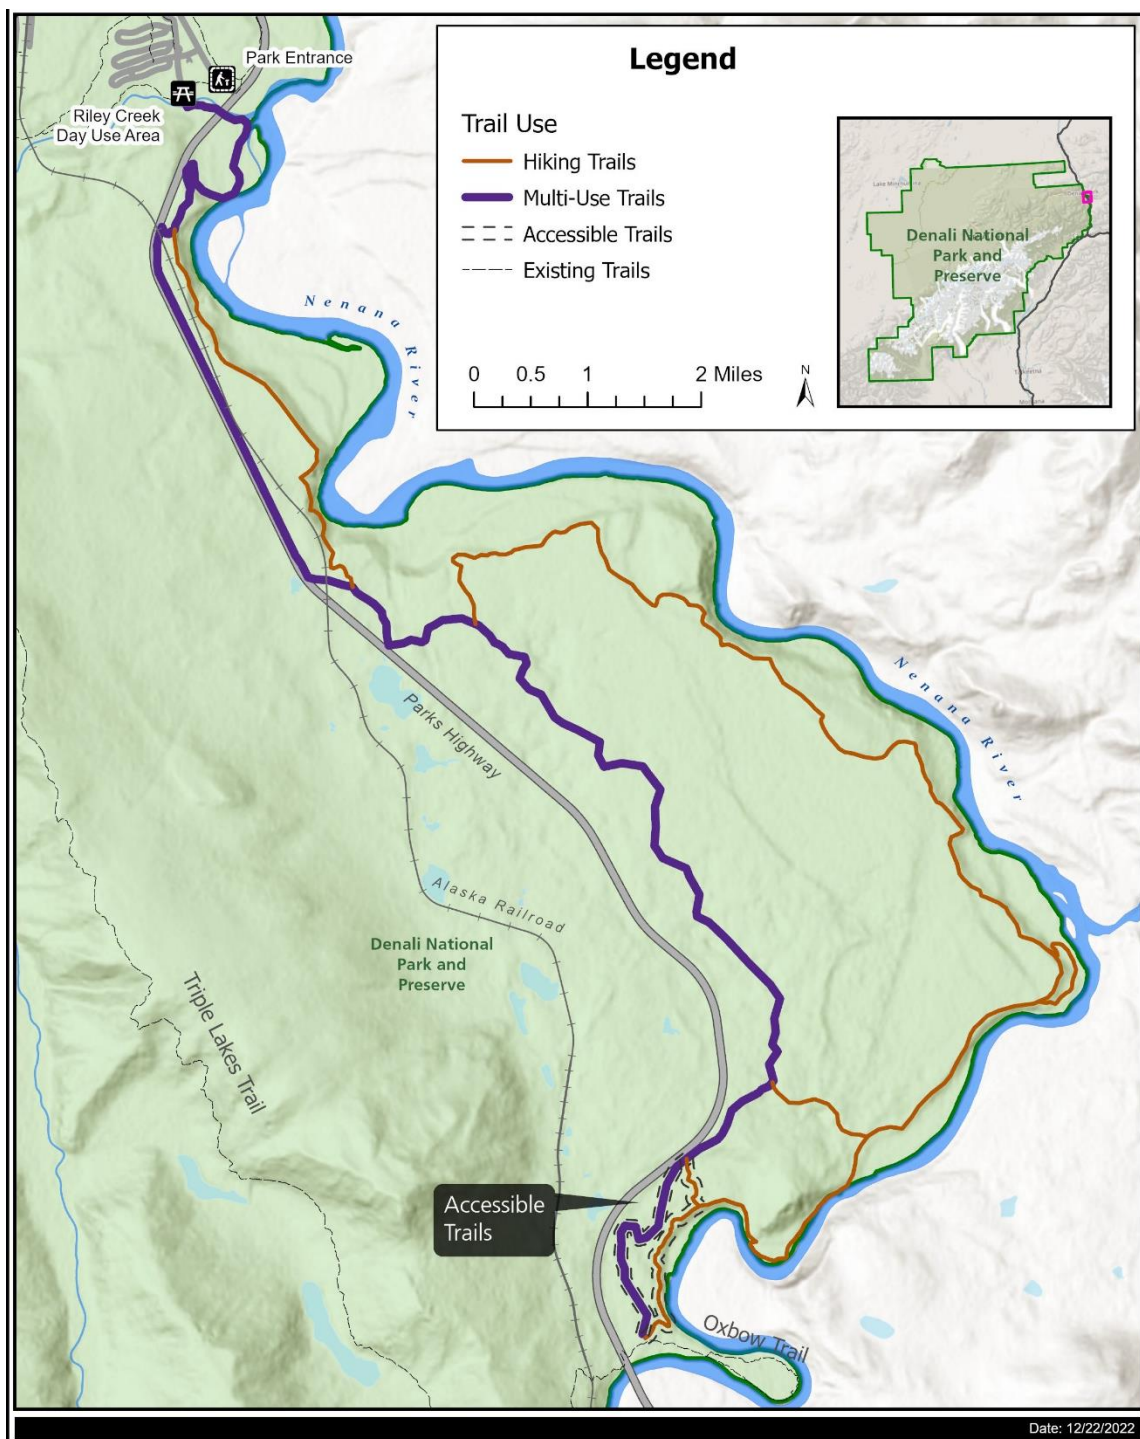 Park Entrance
Riley Creek
Day Use Area
Legend
Trail Use
Hiking Trails
Multi-Use Trails
Accessible Trails
Existing Trails
0 0.5 1 2 Miles
N
Denali National
Park and
Preserve
Nenana
River
Nenana
River
Parks Highway
Alaska Railroad
Denali National
Park and
Preserve
Triple Lakes Trail
Accessible
Trails
Oxbow Trail
Date: 12/22/2022